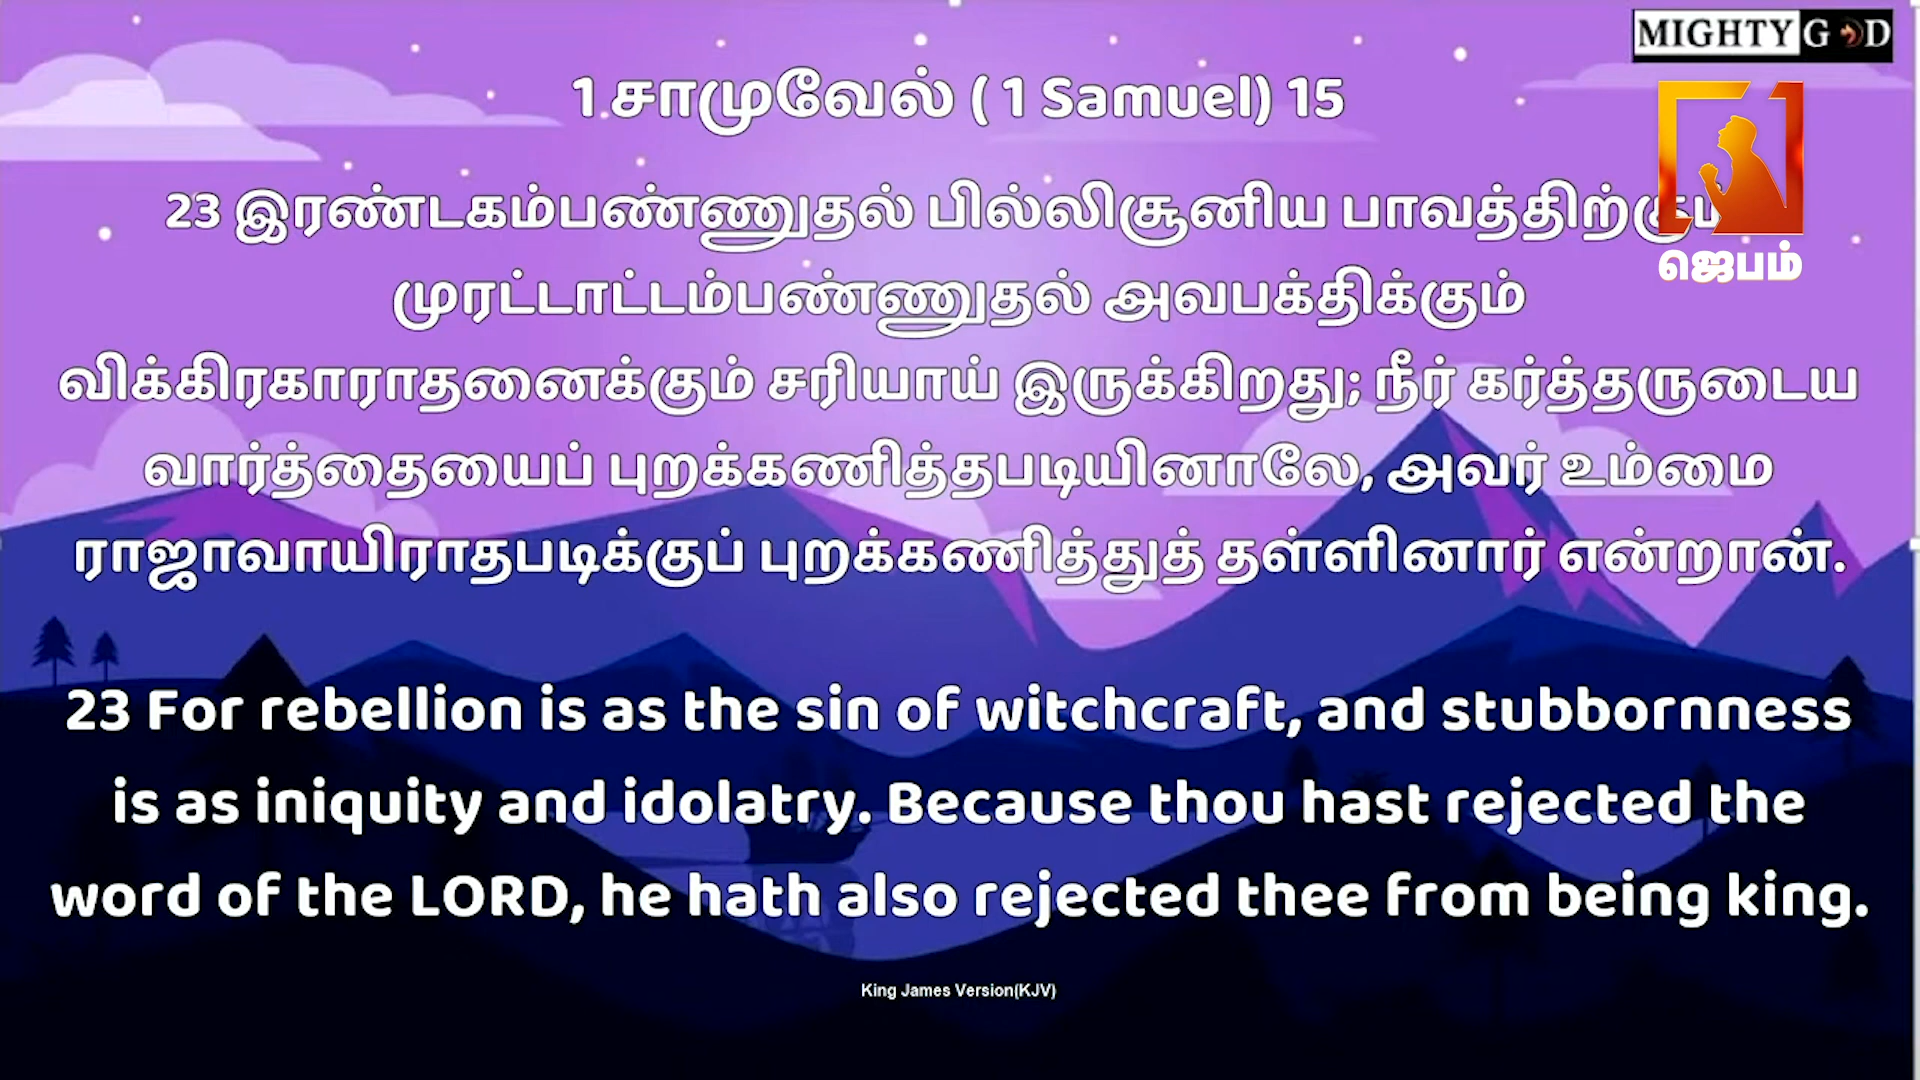 MIGHTY GOD
1 சாமுவேல் ( 1 Samuel) 15
23 இரண்டகம்பண்ணுதல் பில்லிசூனிய பாவத்திற்கும்
ஜெபம்
முரட்டாட்டம்பண்ணுதல் அவபக்திக்கும்
விக்கிரகாராதனைக்கும் சரியாய் இருக்கிறது; நீர் கர்த்தருடைய
வார்த்தையைப் புறக்கணித்தபடியினாலே, அவர் உம்மை
ராஜாவாயிராதபடிக்குப் புறக்கணித்துத் தள்ளினார் என்றான்.
23 For rebellion is as the sin of witchcraft, and stubbornness
is as iniquity and idolatry. Because thou hast rejected the
word of the LORD, he hath also rejected thee from being king.
King James Version(KJV)